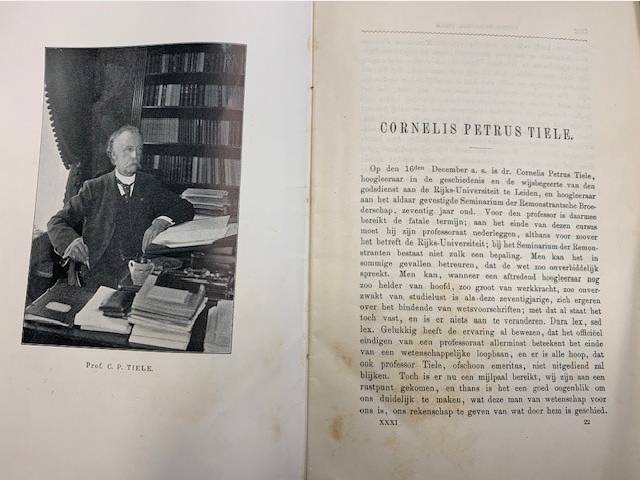 Prof. C. P. TIELE.
CORNELIS PETRUS TIELE.
Op den 16den December a. s. is dr. Cornelis Petrus Tiele,
hoogleeraar in de geschiedenis en de wijsbegeerte van den
godsdienst aan de Rijks-Universiteit te Leiden, en hoogleeraar
aan het aldaar gevestigde Seminarium der Remonstrantsche Broe-
derschap, zeventig jaar oud. Voor den professor is daarmee
bereikt de fatale termijn; aan het einde van dezen cursus
moet hij zijn professoraat nederleggen, althans voor zoover
het betreft de Rijks-Universiteit; bij het Seminarium der Remon-
stranten bestaat niet zulk een bepaling. Men kan het in
sommige gevallen betreuren, dat de wet zoo onverbiddelijk
spreekt. Men kan, wanneer een aftredend hoogleeraar nog
zoo helder van hoofd, zoo groot van werkkracht, zoo onver-
zwakt van studielust is als deze zeventigjarige, zich ergeren
over het bindende van wetsvoorschriften; met dat al staat het
toch vast, en is er niets aan te veranderen. Dura lex, sed
lex. Gelukkig heeft de ervaring al bewezen, dat het officiëel
eindigen van een professoraat allerminst beteekent het einde
van een wetenschappelijke loopbaan, en er is alle hoop, dat
ook professor Tiele, ofschoon emeritus, niet uitgediend zal
blijken. Toch is er nu een mijlpaal bereikt, wij zijn aan een
rustpunt gekomen, en thans is het een goed oogenblik om
ons duidelijk te maken, wat deze man van wetenschap voor
ons is, ons rekenschap te geven van wat door hem is geschied.
XXXI 22